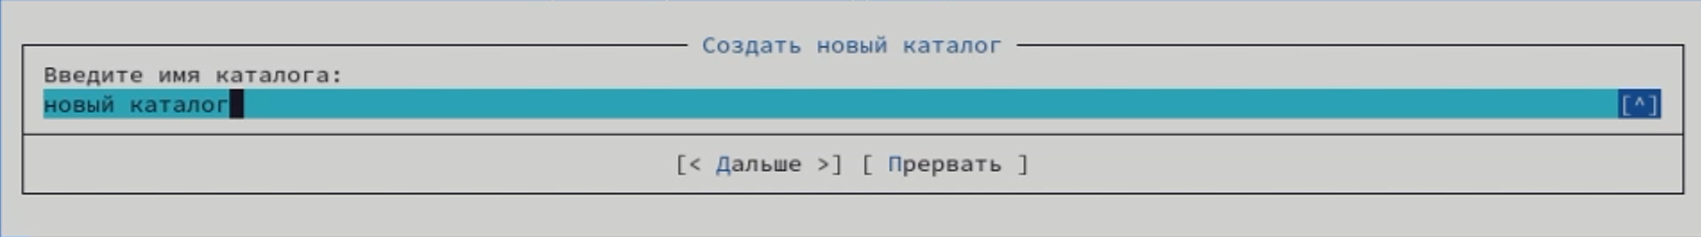 Создать новый каталог
Введите имя каталога:
новый каталог [^]
[< Дальше >] [ Прервать ]